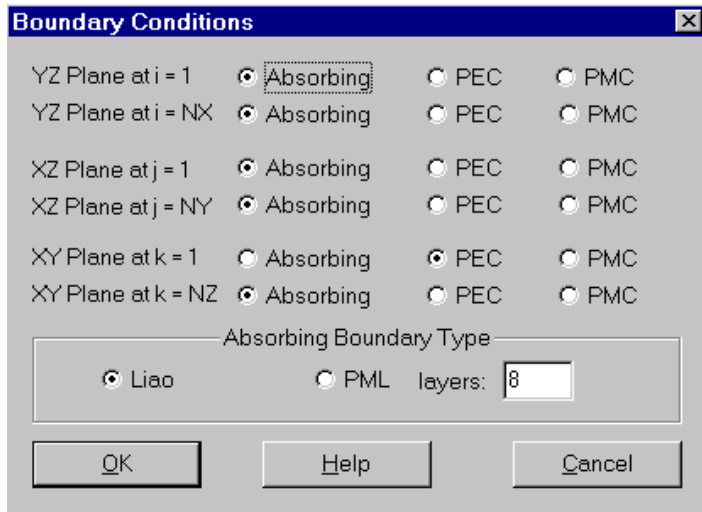 Boundary Conditions
YZ Plane at i = 1 Absorbing PEC PMC
YZ Plane at i = NX Absorbing PEC PMC
XZ Plane at j = 1 Absorbing PEC PMC
XZ Plane at j = NY Absorbing PEC PMC
XY Plane at k = 1 Absorbing PEC PMC
XY Plane at k = NZ Absorbing PEC PMC
Absorbing Boundary Type
Liao PML layers: 8
OK Help Cancel